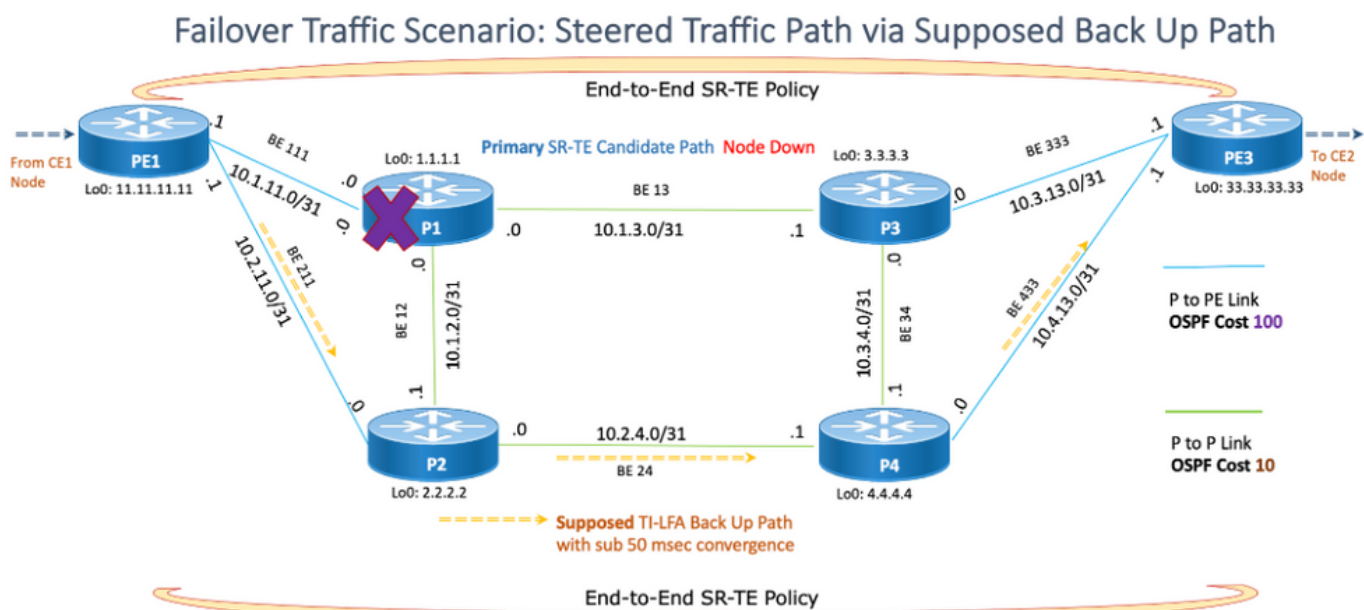 Failover Traffic Scenario: Steered Traffic Path via Supposed Back Up Path
End-to-End SR-TE Policy
PE1
.1
.1
From CE1
Node
Lo0: 11.11.11.11
BE 111
10.1.11.0/31
.0
.0
Lo0: 1.1.1.1
P1
.0
.0
Primary SR-TE Candidate Path Node Down
BE 13
10.1.3.0/31
.1
Lo0: 3.3.3.3
P3
.0
.0
BE 333
10.3.13.0/31
.1
.1
PE3
To CE2
Node
Lo0: 33.33.33.33
BE 211
10.2.11.0/31
.0
BE 12
10.1.2.0/31
.1
10.3.4.0/31
BE 34
.1
BE 433
10.4.13.0/31
.0
P to PE Link
OSPF Cost 100
P2
.0
Lo0: 2.2.2.2
10.2.4.0/31
BE 24
.1
P4
Lo0: 4.4.4.4
P to P Link
OSPF Cost 10
Supposed TI-LFA Back Up Path
with sub 50 msec convergence
End-to-End SR-TE Policy